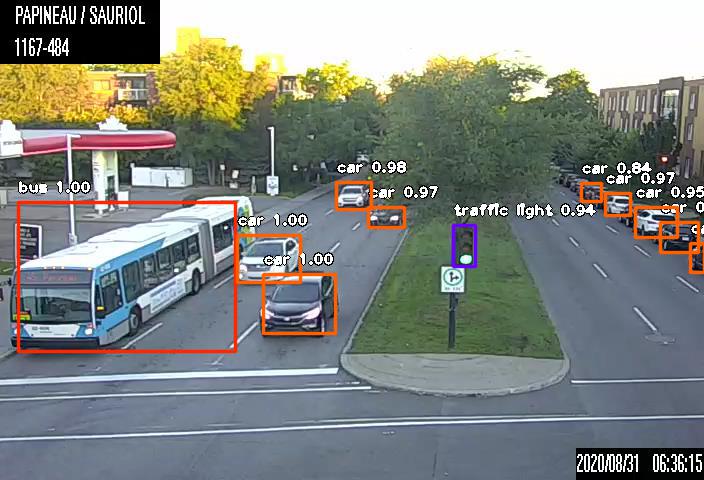 PAPINEAU / SAURIOL
1167-484
car 0.98
car 0.84
car 0.97
bus 1.00
car 0.97
car 0.95
car 1.00
traffic light 0.94
car 1.00
2020/08/31 06:36:15